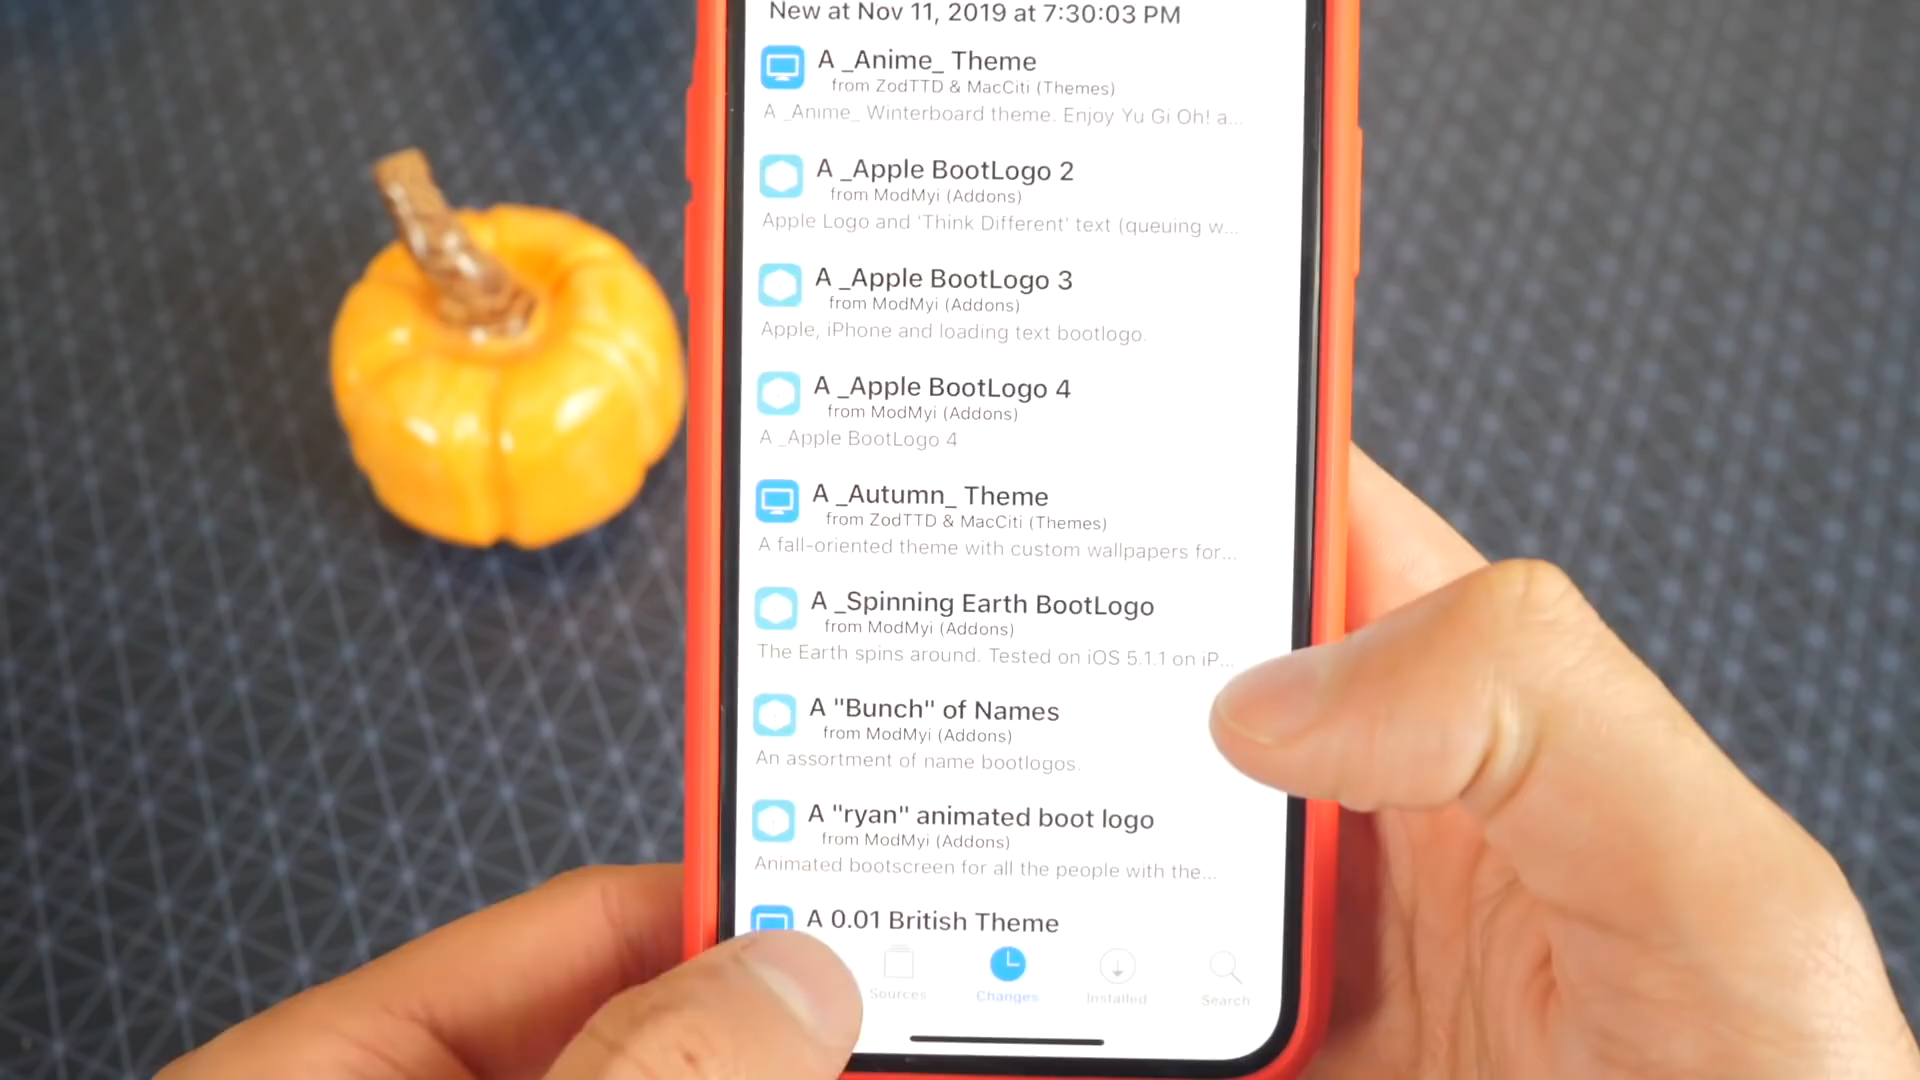 New at Nov 11, 2019 at 7:30:03 PM
A _Anime_ Theme
from ZodTTD & MacCiti (Themes)
A _Anime_ Winterboard theme. Enjoy Yu Gi Oh! a...
A _Apple BootLogo 2
from ModMyi (Addons)
Apple Logo and 'Think Different' text (queuing w...
A _Apple BootLogo 3
from ModMyi (Addons)
Apple, iPhone and loading text bootlogo.
A _Apple BootLogo 4
from ModMyi (Addons)
A _Apple BootLogo 4
A _Autumn_ Theme
from ZodTTD & MacCiti (Themes)
A fall-oriented theme with custom wallpapers for...
A _Spinning Earth BootLogo
from ModMyi (Addons)
The Earth spins around. Tested on iOS 5.1.1 on iP...
A "Bunch" of Names
from ModMyi (Addons)
An assortment of name bootlogos.
A "ryan" animated boot logo
from ModMyi (Addons)
Animated bootscreen for all the people with the...
A 0.01 British Theme
Sources
Changes
Installed
Search